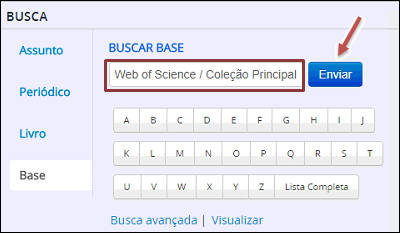 BUSCA
Assunto
Periódico
Livro
Base
BUSCAR BASE
Web of Science / Coleção Principal Enviar
A B C D E F G H I J
K L M N O P Q R S T
U V W X Y Z Lista Completa
Busca avançada | Visualizar